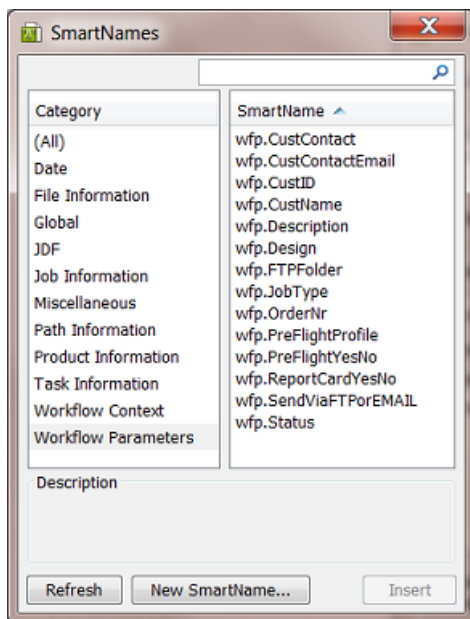 SmartNames
Category
(All)
Date
File Information
Global
JDF
Job Information
Miscellaneous
Path Information
Product Information
Task Information
Workflow Context
Workflow Parameters
SmartName
wfp.CustContact
wfp.CustContactEmail
wfp.CustID
wfp.CustName
wfp.Description
wfp.Design
wfp.FTPFolder
wfp.JobType
wfp.OrderNr
wfp.PreFlightProfile
wfp.PreFlightYesNo
wfp.ReportCardYesNo
wfp.SendViaFTPorEMAIL
wfp.Status
Description
Refresh
New SmartName...
Insert